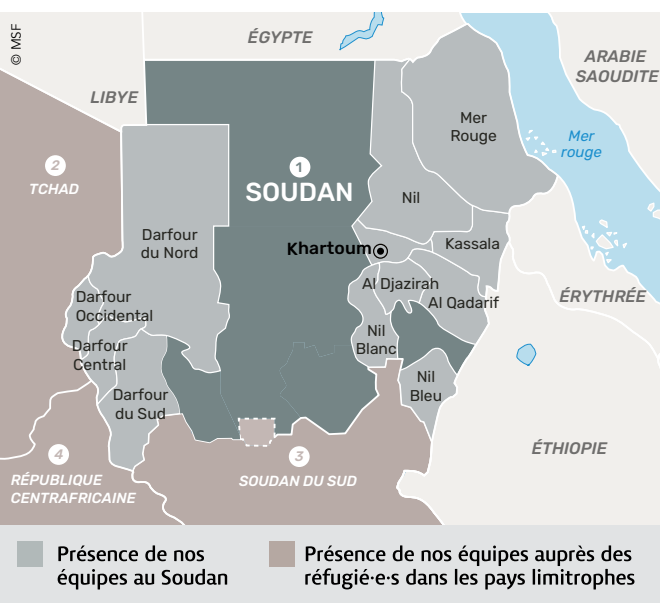 © MSF
ÉGYPTE
ARABIE
SAOUDITE
LIBYE
Mer
Rouge
Mer
rouge
2
TCHAD
1
SOUDAN
Nil
Darfour
du Nord
Khartoum
Kassala
Al Djazirah
Al Qadarif
ÉRYTHRÉE
Darfour
Occidental
Nil
Blanc
Darfour
Central
Nil
Bleu
Darfour
du Sud
ÉTHIOPIE
4
RÉPUBLIQUE
CENTRAFRICAINE
3
SOUDAN DU SUD
Présence de nos
équipes au Soudan
Présence de nos équipes auprès des
réfugié·e·s dans les pays limitrophes